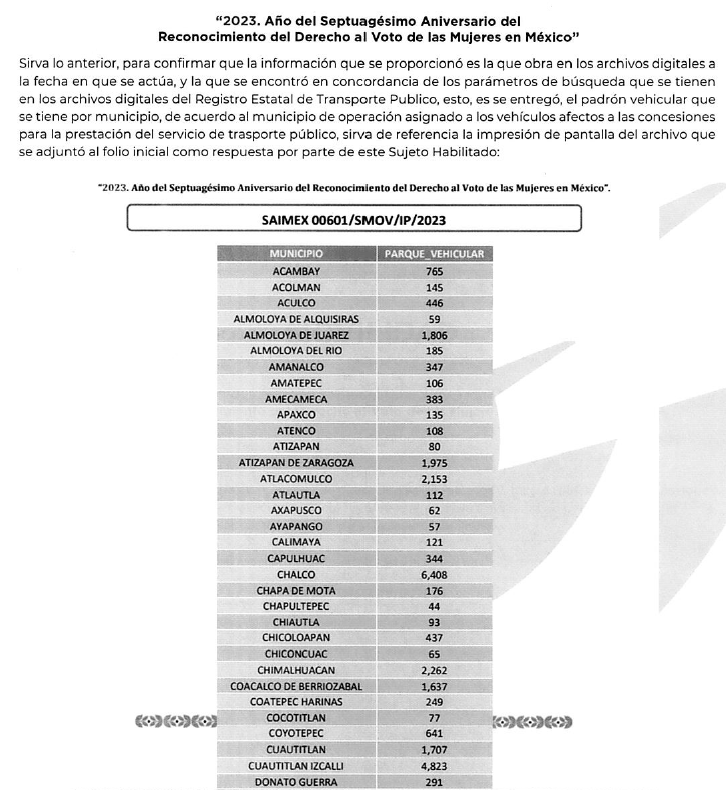 “2023. Año del Septuagésimo Aniversario del
Reconocimiento del Derecho al Voto de las Mujeres en México”
Sirva lo anterior, para confirmar que la información que se proporcionó es la que obra en los archivos digitales a
la fecha en que se actúa, y la que se encontró en concordancia de los parámetros de búsqueda que se tienen
en los archivos digitales del Registro Estatal de Transporte Publico, esto, es se entregó, el padrón vehicular que
se tiene por municipio, de acuerdo al municipio de operación asignado a los vehículos afectos a las concesiones
para la prestación del servicio de trasporte público, sirva de referencia la impresión de pantalla del archivo que
se adjuntó al folio inicial como respuesta por parte de este Sujeto Habilitado:
“2023. Año del Septuagésimo Aniversario del Reconocimiento del Derecho al Voto de las Mujeres en México”.
SAIMEX 00601/SMOV/IP/2023
MUNICIPIO PARQUE_VEHICULAR
ACAMBAY 765
ACOLMAN 145
ACULCO 446
ALMOLOYA DE ALQUISIRAS 59
ALMOLOYA DE JUAREZ 1,806
ALMOLOYA DEL RIO 185
AMANALCO 347
AMATEPEC 106
AMECAMECA 383
APAXCO 135
ATENCO 108
ATIZAPAN 80
ATIZAPAN DE ZARAGOZA 1,975
ATLACOMULCO 2,153
ATLAUTLA 112
AXAPUSCO 62
AYAPANGO 57
CALIMAYA 121
CAPULHUAC 344
CHALCO 6,408
CHAPA DE MOTA 176
CHAPULTEPEC 44
CHIAUTLA 93
CHICOLOAPAN 437
CHICONCUAC 65
CHIMALHUACAN 2,262
COACALCO DE BERRIOZABAL 1,637
COATEPEC HARINAS 249
COCOTITLAN 77
COYOTEPEC 641
CUAUTITLAN 1,707
CUAUTITLAN IZCALLI 4,823
DONATO GUERRA 291